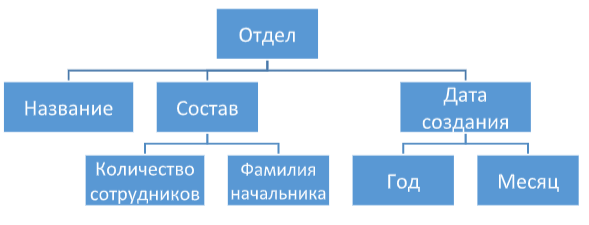 Отдел
Название
Состав
Дата
создания
Количество
сотрудников
Фамилия
начальника
Год
Месяц